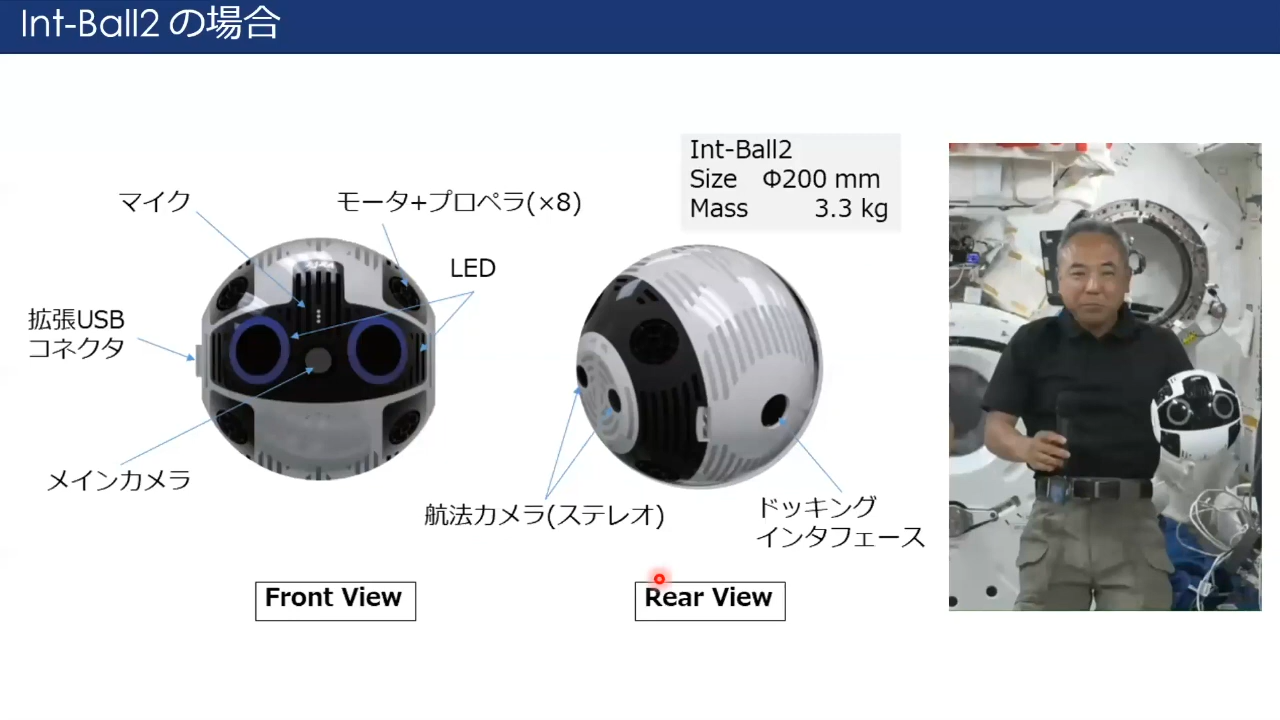 Int-Ball2 の場合
Int-Ball2
Size Φ200 mm
Mass 3.3 kg
マイク
モータ+プロペラ(×8)
LED
拡張USB
コネクタ
メインカメラ
航法カメラ(ステレオ)
ドッキング
インタフェース
Front View
Rear View